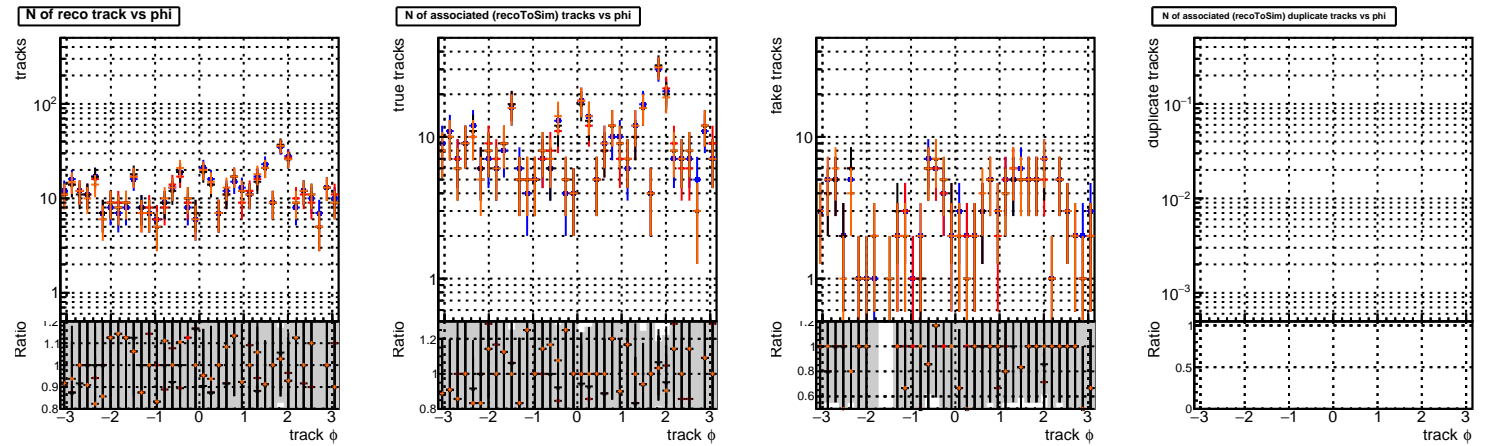 N of reco track vs phi
tracks
10²
10
1
Ratio
1.2
1.1
1
0.9
0.8
−3 −2 −1 0 1 2 3
track ϕ
N of associated (recoToSim) tracks vs phi
true tracks
10
1
Ratio
1.2
1
0.8
−3 −2 −1 0 1 2 3
track ϕ
fake tracks
10
1
Ratio
1.2
1
0.8
0.6
−3 −2 −1 0 1 2 3
track ϕ
N of associated (recoToSim) duplicate tracks vs phi
duplicate tracks
10⁻¹
10⁻²
10⁻³
Ratio
1
0.5
0
−3 −2 −1 0 1 2 3
track ϕ